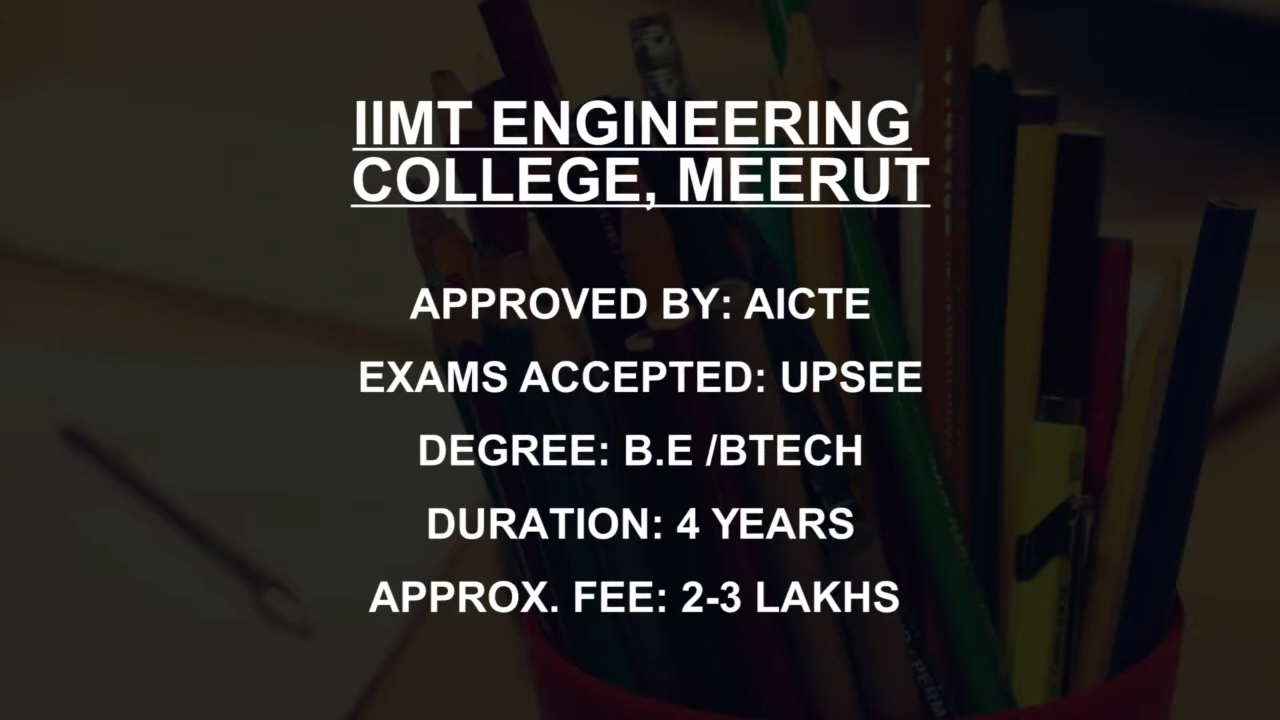 IIMT ENGINEERING
COLLEGE, MEERUT
APPROVED BY: AICTE
EXAMS ACCEPTED: UPSEE
DEGREE: B.E /BTECH
DURATION: 4 YEARS
APPROX. FEE: 2-3 LAKHS